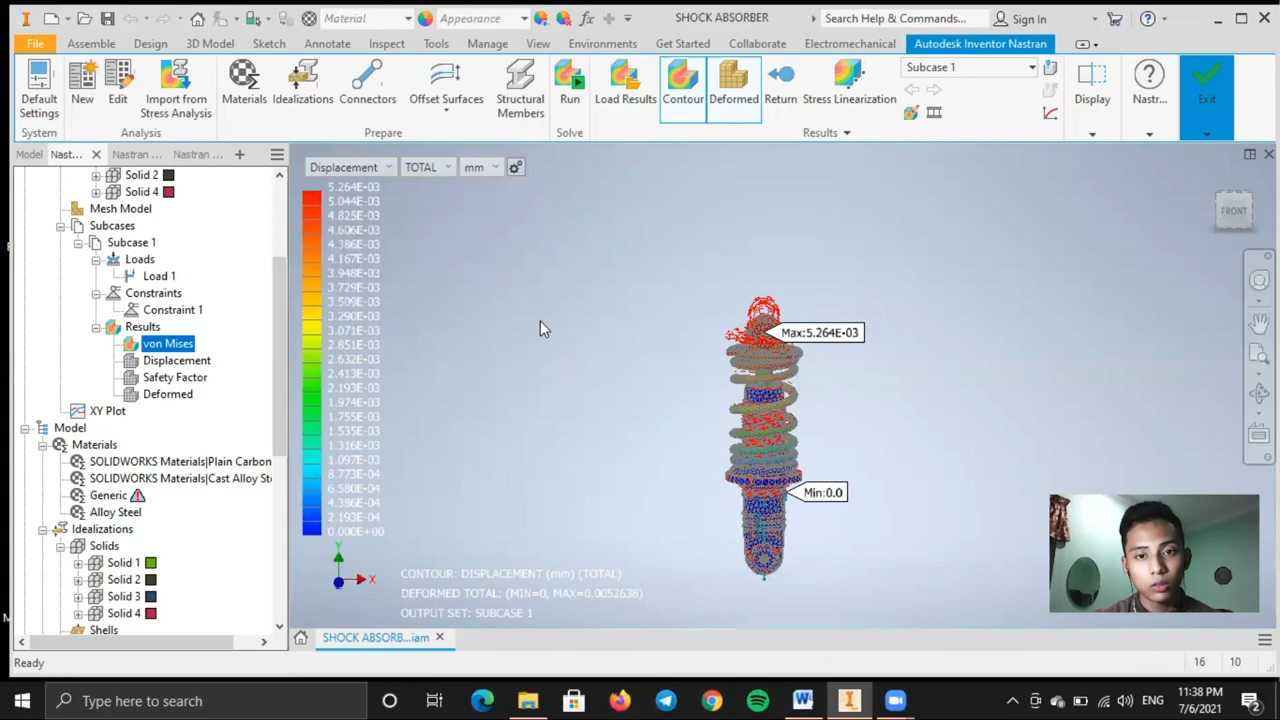 Material
Appearance
SHOCK ABSORBER
Search Help & Commands...
Sign In
File
Assemble
Design
3D Model
Sketch
Annotate
Inspect
Tools
Manage
View
Environments
Get Started
Collaborate
Electromechanical
Autodesk Inventor Nastran
Default Settings
New
Edit
Import from Stress Analysis
Materials
Idealizations
Connectors
Offset Surfaces
Structural Members
Run
Load Results
Contour
Deformed
Return
Stress Linearization
Subcase 1
Display
Nastr...
Exit
System
Analysis
Prepare
Solve
Results
Model
Nast...
Nastran ...
Nastran ...
Displacement
TOTAL
mm
Solid 2
Solid 4
Mesh Model
Subcases
Subcase 1
Loads
Load 1
Constraints
Constraint 1
Results
von Mises
Displacement
Safety Factor
Deformed
XY Plot
Model
Materials
SOLIDWORKS Materials|Plain Carbon
SOLIDWORKS Materials|Cast Alloy Ste
Generic
Alloy Steel
Idealizations
Solids
Solid 1
Solid 2
Solid 3
Solid 4
Shells
5.264E-03
5.044E-03
4.825E-03
4.606E-03
4.386E-03
4.167E-03
3.948E-03
3.729E-03
3.509E-03
3.290E-03
3.071E-03
2.851E-03
2.632E-03
2.413E-03
2.193E-03
1.974E-03
1.755E-03
1.535E-03
1.316E-03
1.097E-03
8.773E-04
6.580E-04
4.386E-04
2.193E-04
0.000E+00
FRONT
Max:5.264E-03
Min:0.0
Y
X
CONTOUR: DISPLACEMENT (mm) (TOTAL)
DEFORMED TOTAL: (MIN=0, MAX=0.0052638)
OUTPUT SET: SUBCASE 1
SHOCK ABSORB...iam
Ready
16
10
Type here to search
ENG
11:38 PM
7/6/2021
2